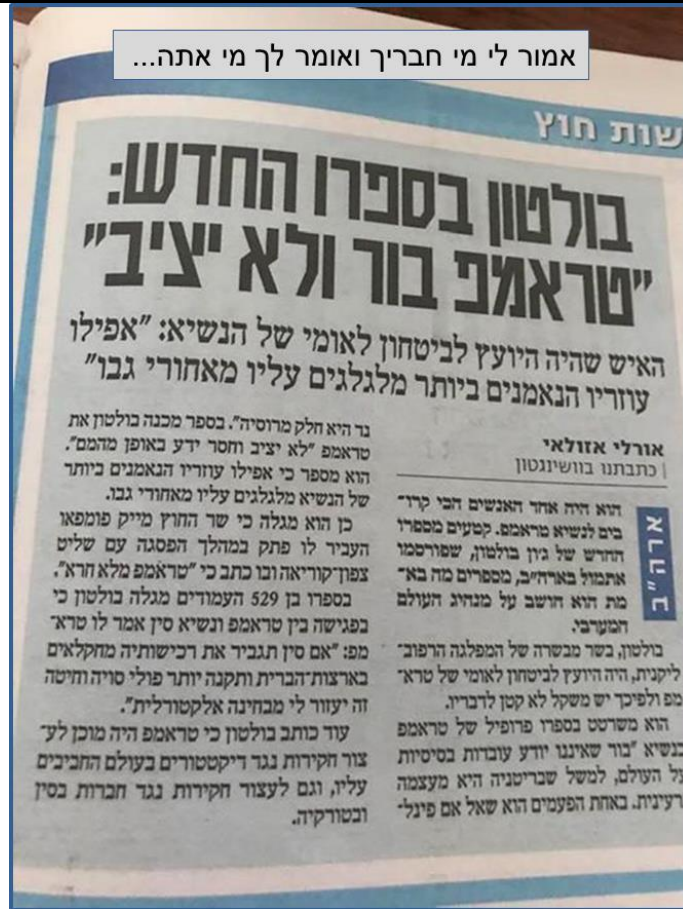 אמור לי מי חבריך ואומר לך מי אתה...
שות חוץ
בולטון בספרו החדש:
"טראמפ בור ולא יציב"
האיש שהיה היועץ לביטחון לאומי של הנשיא: "אפילו
עוזריו הנאמנים ביותר מלגלגים עליו מאחורי גבו"
אורלי אזולאי
| כתבתנו בוושינגטון
ארה"ב
הוא היה אחד האנשים הכי קרו־
בים לנשיא טראמפ. קטעים מספרו
החדש של ג'ון בולטון, שפורסמו
אתמול בארה"ב, מספרים מה בא־
מת הוא חושב על מנהיג העולם
המערבי.
בולטון, בשר מבשרה של המפלגה הרפוב־
ליקנית, היה היועץ לביטחון לאומי של טרא־
מפ ולפיכך יש משקל לא קטן לדבריו.
הוא משרטט בספרו פרופיל של טראמפ
כנשיא "בור שאיננו יודע עובדות בסיסיות
על העולם, למשל שבריטניה היא מעצמה
רעינית. באחת הפעמים הוא שאל אם פינל־
נד היא חלק מרוסיה". בספר מכנה בולטון את
טראמפ "לא יציב וחסר ידע באופן מהמם".
הוא מספר כי אפילו עוזריו הנאמנים ביותר
של הנשיא מלגלגים עליו מאחורי גבו.
כן הוא מגלה כי שר החוץ מייק פומפאו
העביר לו פתק במהלך הפסגה עם שליט
צפון־קוריאה ובו כתב כי "טראמפ מלא חרא".
בספרו בן 529 העמודים מגלה בולטון כי
בפגישה בין טראמפ ונשיא סין אמר לו טרא־
מפ: "אם סין תגביר את רכישותיה מחקלאים
בארצות־הברית ותקנה יותר פולי סויה וחיטה
זה יעזור לי מבחינה אלקטורלית".
עוד כותב בולטון כי טראמפ היה מוכן לע־
צור חקירות נגד דיקטטורים בעולם החביבים
עליו, וגם לעצור חקירות נגד חברות בסין
ובטורקיה.